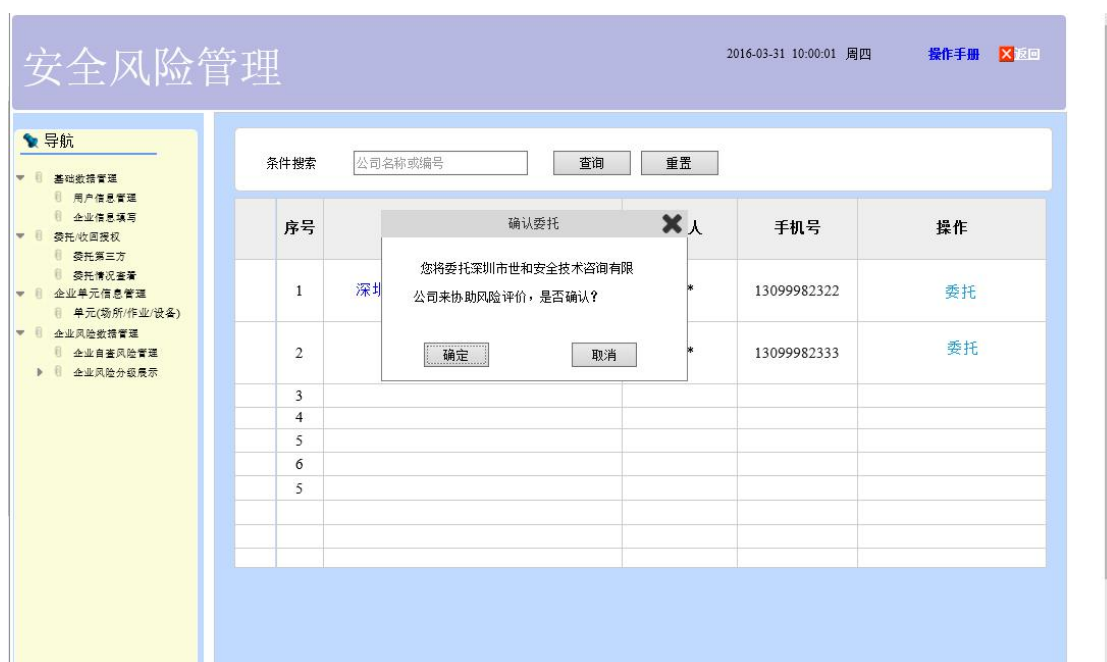 安全风险管理
2016-03-31 10:00:01 周四
操作手册
返回
导航
基础数据管理
用户信息管理
企业信息填写
委托/收回授权
委托第三方
委托情况查看
企业单元信息管理
单元(场所/作业/设备)
企业风险数据管理
企业自查风险管理
企业风险分级展示
条件搜索 公司名称或编号 查询 重置
序号 人 手机号 操作
确认委托
您将委托深圳市世和安全技术咨询有限
公司来协助风险评价，是否确认?
确定 取消
1 深圳 * 13099982322 委托
2 * 13099982333 委托
3
4
5
6
5